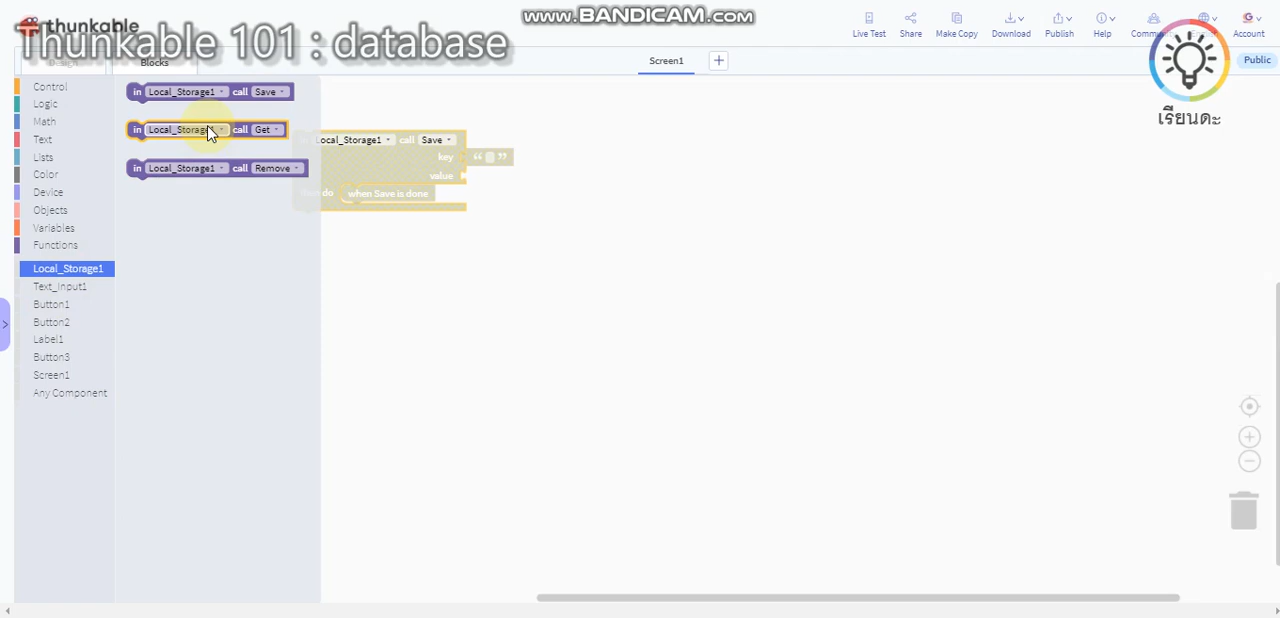 www.BANDICAM.com
thunkable
Thunkable 101 : database
Live Test
Share
Make Copy
Download
Publish
Help
Account
Design
Blocks
Screen1
Public
เรียนดะ
Control
Logic
Math
Text
Lists
Color
Device
Objects
Variables
Functions
Local_Storage1
Text_Input1
Button1
Button2
Label1
Button3
Screen1
Any Component
in Local_Storage1 call Save
in Local_Storage1 call Get
in Local_Storage1 call Remove
Local_Storage1 call Save
key “ ”
value
do when Save is done